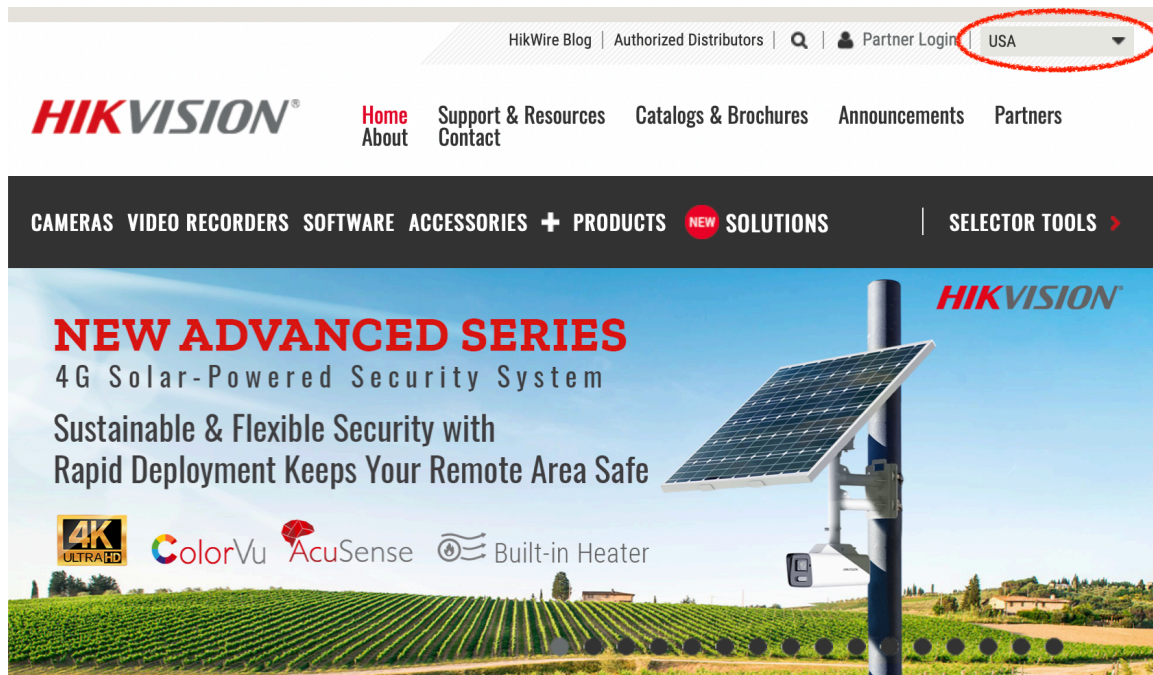 HikWire Blog | Authorized Distributors | Partner Login | USA
HIKVISION®
Home Support & Resources Catalogs & Brochures Announcements Partners
About Contact
CAMERAS VIDEO RECORDERS SOFTWARE ACCESSORIES + PRODUCTS NEW SOLUTIONS | SELECTOR TOOLS >
HIKVISION®
NEW ADVANCED SERIES
4G Solar-Powered Security System
Sustainable & Flexible Security with
Rapid Deployment Keeps Your Remote Area Safe
4K ULTRA HD ColorVu AcuSense Built-in Heater